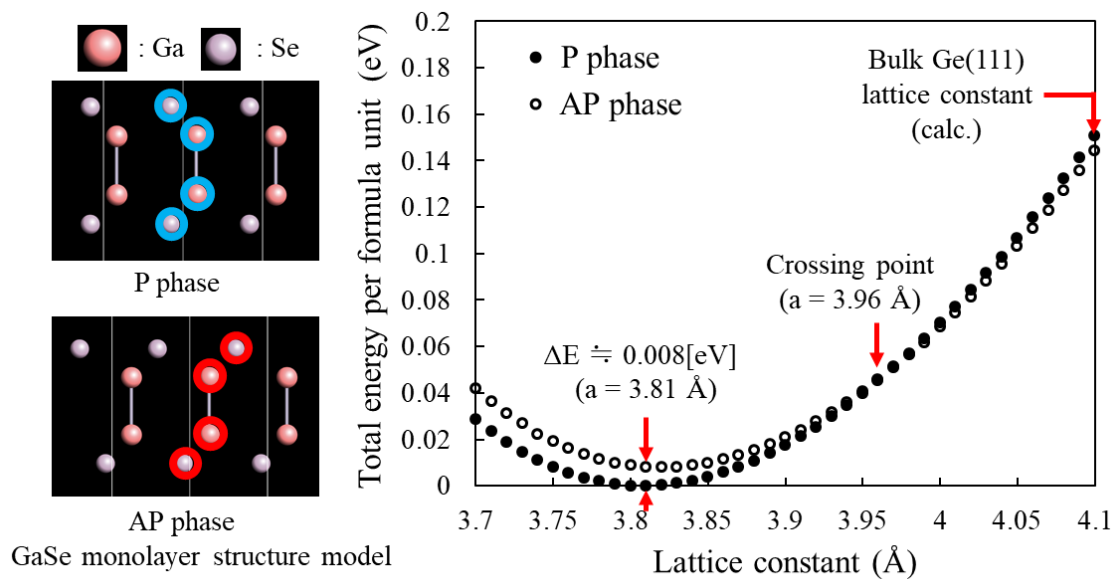 : Ga
: Se
P phase
AP phase
GaSe monolayer structure model
Total energy per formula unit (eV)
0.2
0.18
0.16
0.14
0.12
0.1
0.08
0.06
0.04
0.02
0
P phase
AP phase
Bulk Ge(111)
lattice constant
(calc.)
Crossing point
(a = 3.96 Å)
ΔE ≒ 0.008[eV]
(a = 3.81 Å)
3.7 3.75 3.8 3.85 3.9 3.95 4 4.05 4.1
Lattice constant (Å)